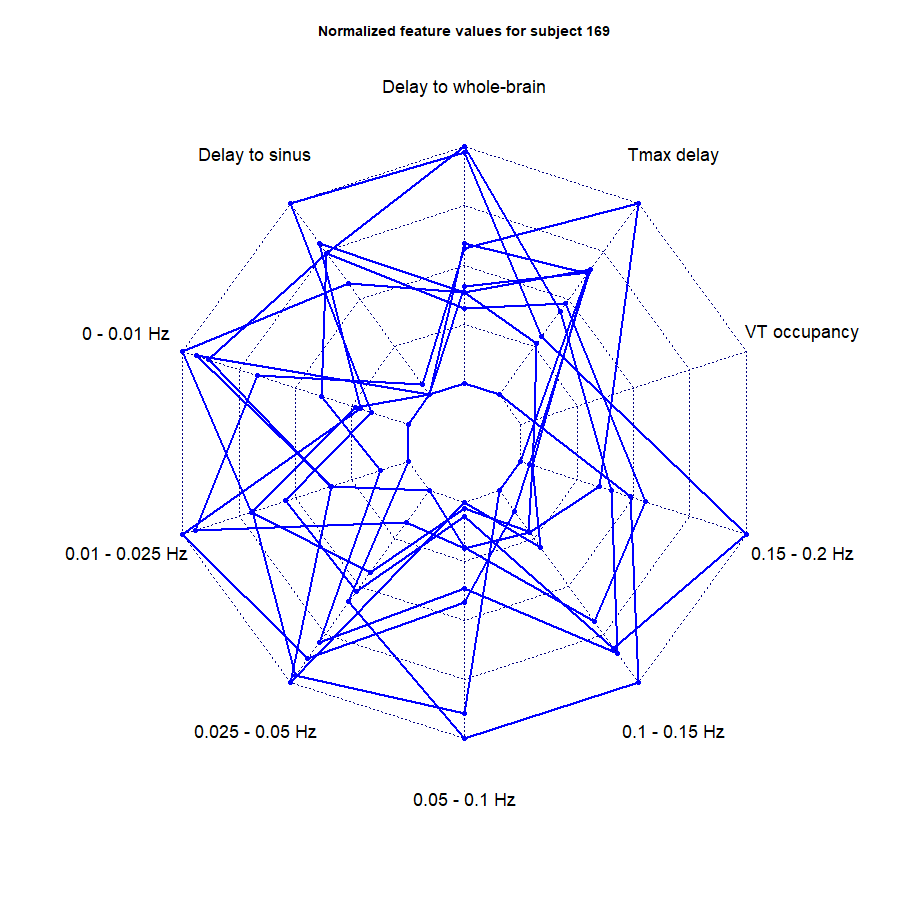 Normalized feature values for subject 169
Delay to whole-brain
Delay to sinus
Tmax delay
0 - 0.01 Hz
VT occupancy
0.01 - 0.025 Hz
0.15 - 0.2 Hz
0.025 - 0.05 Hz
0.1 - 0.15 Hz
0.05 - 0.1 Hz